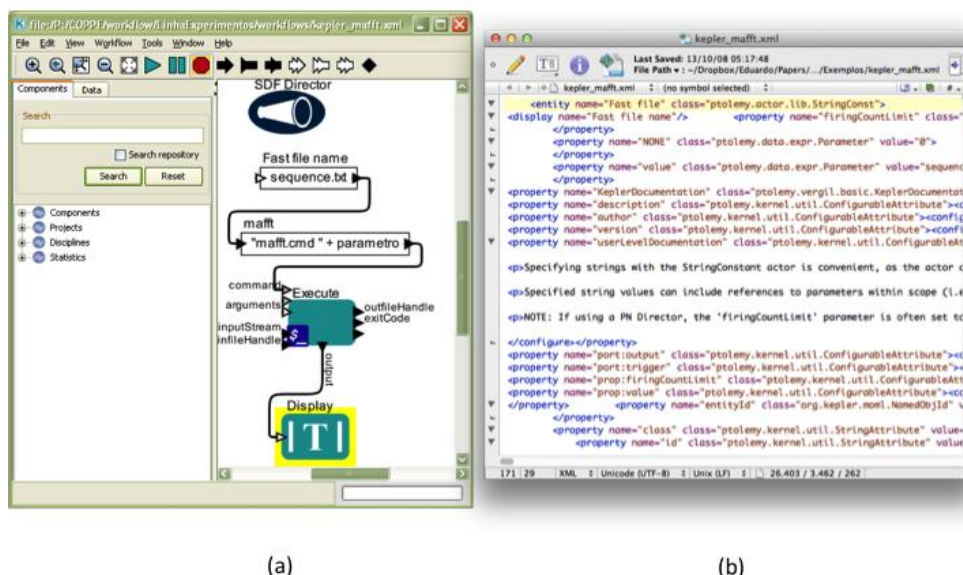 file:/P:/COPPE/workflow/LinhaExperimentos/workflows/kepler_mafft.xml
File Edit View Workflow Tools Window Help
Components Data
Search
Search repository
Search Reset
Components
Projects
Disciplines
Statistics
SDF Director
Fast file name
sequence.txt
mafft
"mafft.cmd " + parametro
command
Execute
arguments
outfileHandle
exitCode
inputStream
infileHandle
$_
output
Display
T
(a)
kepler_mafft.xml
Last Saved: 13/10/08 05:17:48
File Path ▾ : ~/Dropbox/Eduardo/Papers/.../Exemplos/kepler_mafft.xml
kepler_mafft.xml (no symbol selected)
<entity name="Fast file" class="ptolemy.actor.lib.StringConst">
<display name="Fast file name"/> <property name="firingCountLimit" class="
</property>
<property name="NONE" class="ptolemy.data.expr.Parameter" value="0">
</property>
<property name="value" class="ptolemy.data.expr.Parameter" value="sequenc
</property>
<property name="KeplerDocumentation" class="ptolemy.vergil.basic.KeplerDocumentat
<property name="description" class="ptolemy.kernel.util.ConfigurableAttribute"><c
<property name="author" class="ptolemy.kernel.util.ConfigurableAttribute"><config
<property name="version" class="ptolemy.kernel.util.ConfigurableAttribute"><confi
<property name="userLevelDocumentation" class="ptolemy.kernel.util.ConfigurableAt
<p>Specifying strings with the StringConstant actor is convenient, as the actor c
<p>Specified string values can include references to parameters within scope (i.e
<p>NOTE: If using a PN Director, the 'firingCountLimit' parameter is often set to
</configure></property>
<property name="port:output" class="ptolemy.kernel.util.ConfigurableAttribute"><c
<property name="port:trigger" class="ptolemy.kernel.util.ConfigurableAttribute"><
<property name="prop:firingCountLimit" class="ptolemy.kernel.util.ConfigurableAtt
<property name="prop:value" class="ptolemy.kernel.util.ConfigurableAttribute"><co
</property> <property name="entityId" class="org.kepler.moml.NamedObjId" v
</property>
<property name="class" class="ptolemy.kernel.util.StringAttribute" value=
<property name="id" class="ptolemy.kernel.util.StringAttribute" value
171 29 XML Unicode (UTF-8) Unix (LF) 26.403 / 3.462 / 262
(b)